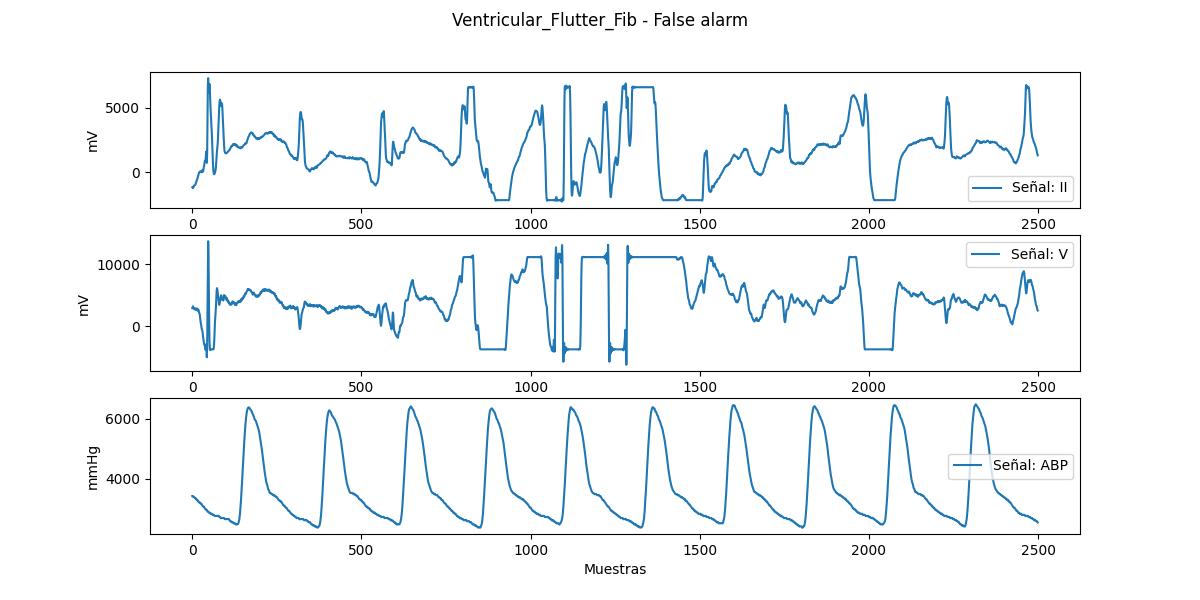 Ventricular_Flutter_Fib - False alarm
5000
0
mV
Señal: II
0 500 1000 1500 2000 2500
10000
0
mV
Señal: V
0 500 1000 1500 2000 2500
6000
4000
mmHg
Señal: ABP
0 500 1000 1500 2000 2500
Muestras